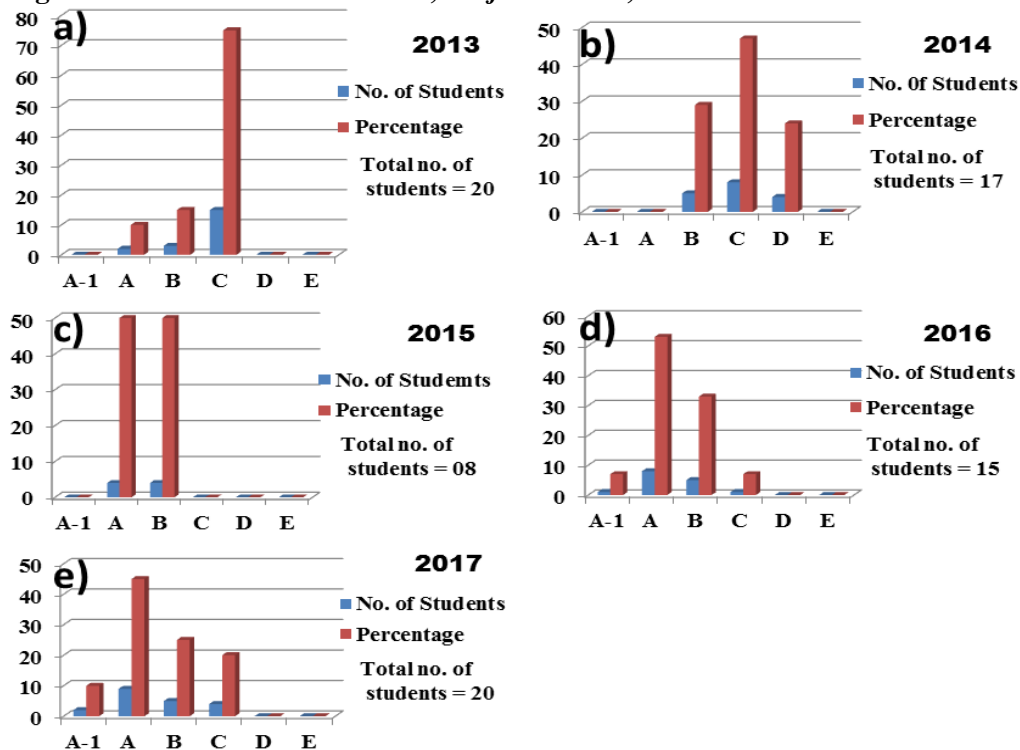 a)
2013
80
70
60
50
40
30
20
10
0
No. of Students
Percentage
Total no. of
students = 20
A-1 A B C D E
b)
2014
50
40
30
20
10
0
No. 0f Students
Percentage
Total no. of
students = 17
A-1 A B C D E
c)
2015
50
40
30
20
10
0
No. of Studemts
Percentage
Total no. of
students = 08
A-1 A B C D E
d)
2016
60
50
40
30
20
10
0
No. of Students
Percentage
Total no. of
students = 15
A-1 A B C D E
e)
2017
50
40
30
20
10
0
No. of Students
Percentage
Total no. of
students = 20
A-1 A B C D E